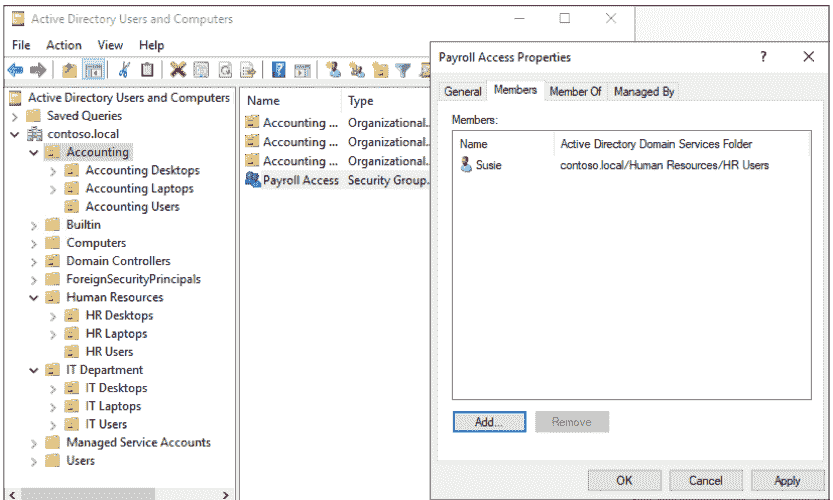 Active Directory Users and Computers
File Action View Help
Active Directory Users and Computers
Saved Queries
contoso.local
Accounting
Accounting Desktops
Accounting Laptops
Accounting Users
Builtin
Computers
Domain Controllers
ForeignSecurityPrincipals
Human Resources
HR Desktops
HR Laptops
HR Users
IT Department
IT Desktops
IT Laptops
IT Users
Managed Service Accounts
Users
Name Type
Accounting ... Organizational...
Accounting ... Organizational...
Accounting ... Organizational...
Payroll Access Security Group...
Payroll Access Properties
General Members Member Of Managed By
Members:
Name Active Directory Domain Services Folder
Susie contoso.local/Human Resources/HR Users
Add... Remove
OK Cancel Apply